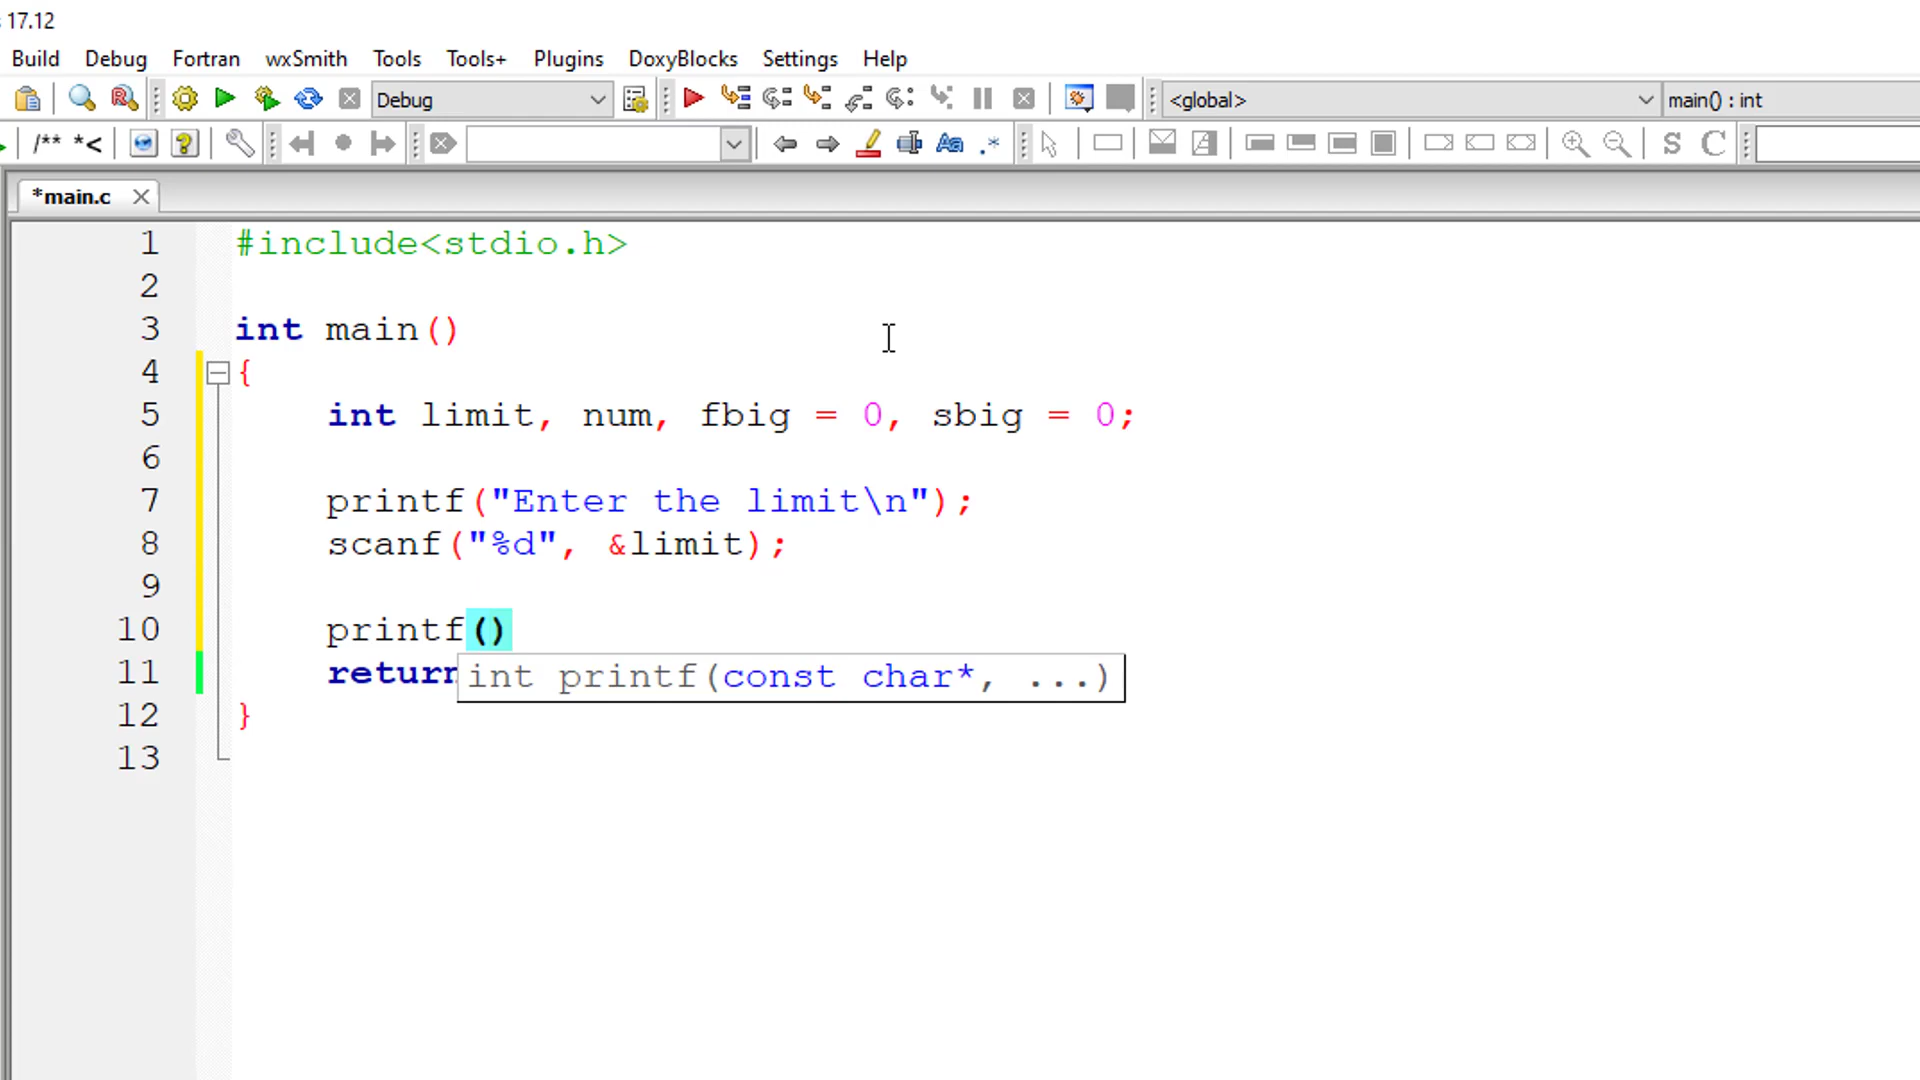 17.12
Build Debug Fortran wxSmith Tools Tools+ Plugins DoxyBlocks Settings Help
Debug <global> main() : int
/** *< Aa .* S C
*main.c
1 #include<stdio.h>
2
3 int main()
4 {
5 int limit, num, fbig = 0, sbig = 0;
6
7 printf("Enter the limit\n");
8 scanf("%d", &limit);
9
10 printf()
11 return int printf(const char*, ...)
12 }
13